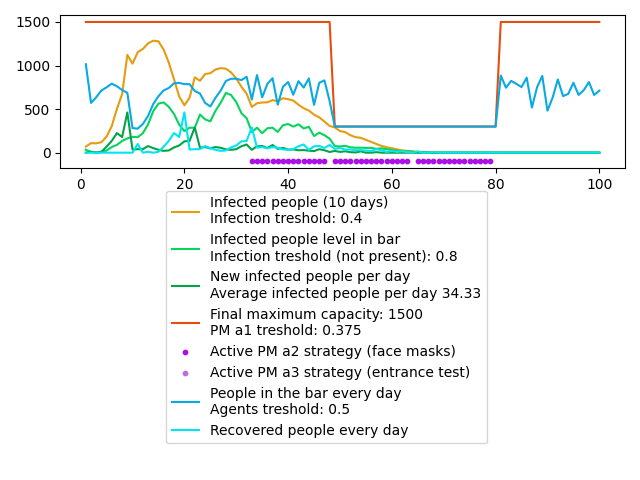 1500
1000
500
0
0 20 40 60 80 100
Infected people (10 days)
Infection treshold: 0.4
Infected people level in bar
Infection treshold (not present): 0.8
New infected people per day
Average infected people per day 34.33
Final maximum capacity: 1500
PM a1 treshold: 0.375
Active PM a2 strategy (face masks)
Active PM a3 strategy (entrance test)
People in the bar every day
Agents treshold: 0.5
Recovered people every day